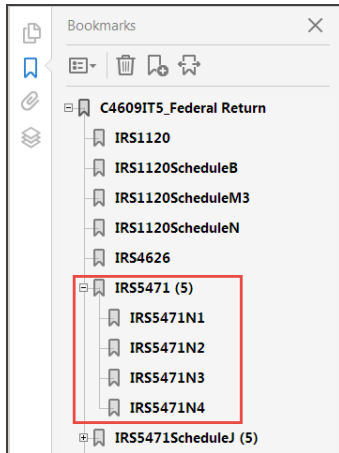 Bookmarks
C4609IT5_Federal Return
IRS1120
IRS1120ScheduleB
IRS1120ScheduleM3
IRS1120ScheduleN
IRS4626
IRS5471 (5)
IRS5471N1
IRS5471N2
IRS5471N3
IRS5471N4
IRS5471ScheduleJ (5)